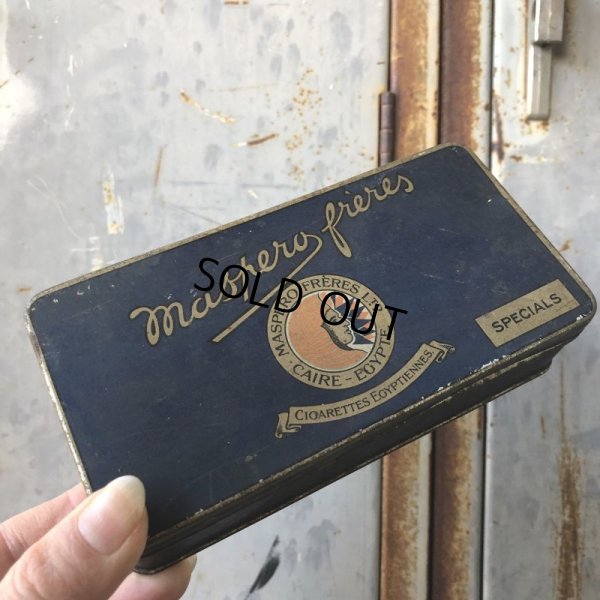 Maspero frères
MASPERO FRÈRES LTD
CAIRE - EGYPTE
CIGARETTES EGYPTIENNES.
SPECIALS
SOLD OUT